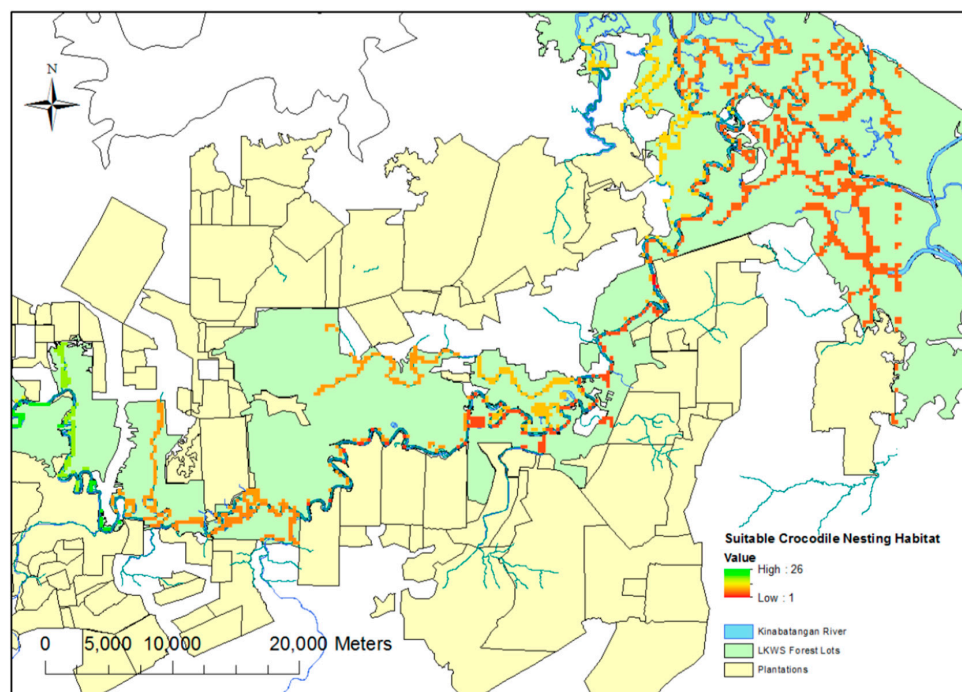 N
Suitable Crocodile Nesting Habitat
Value
High : 26
Low : 1
0 5,000 10,000 20,000 Meters
Kinabatangan River
LKWS Forest Lots
Plantations